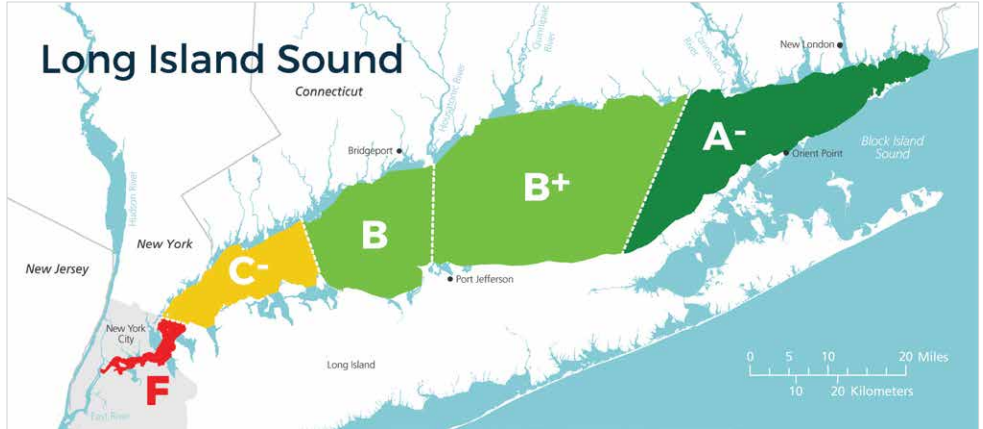 Long Island Sound
Connecticut
Quinnipiac
River
Connecticut
River
New London
Housatonic River
Bridgeport
A-
Block Island
Sound
Orient Point
B+
Hudson River
B
New York
New Jersey
C-
Port Jefferson
New York
City
Long Island
F
East River
0 5 10 20 Miles
10 20 Kilometers